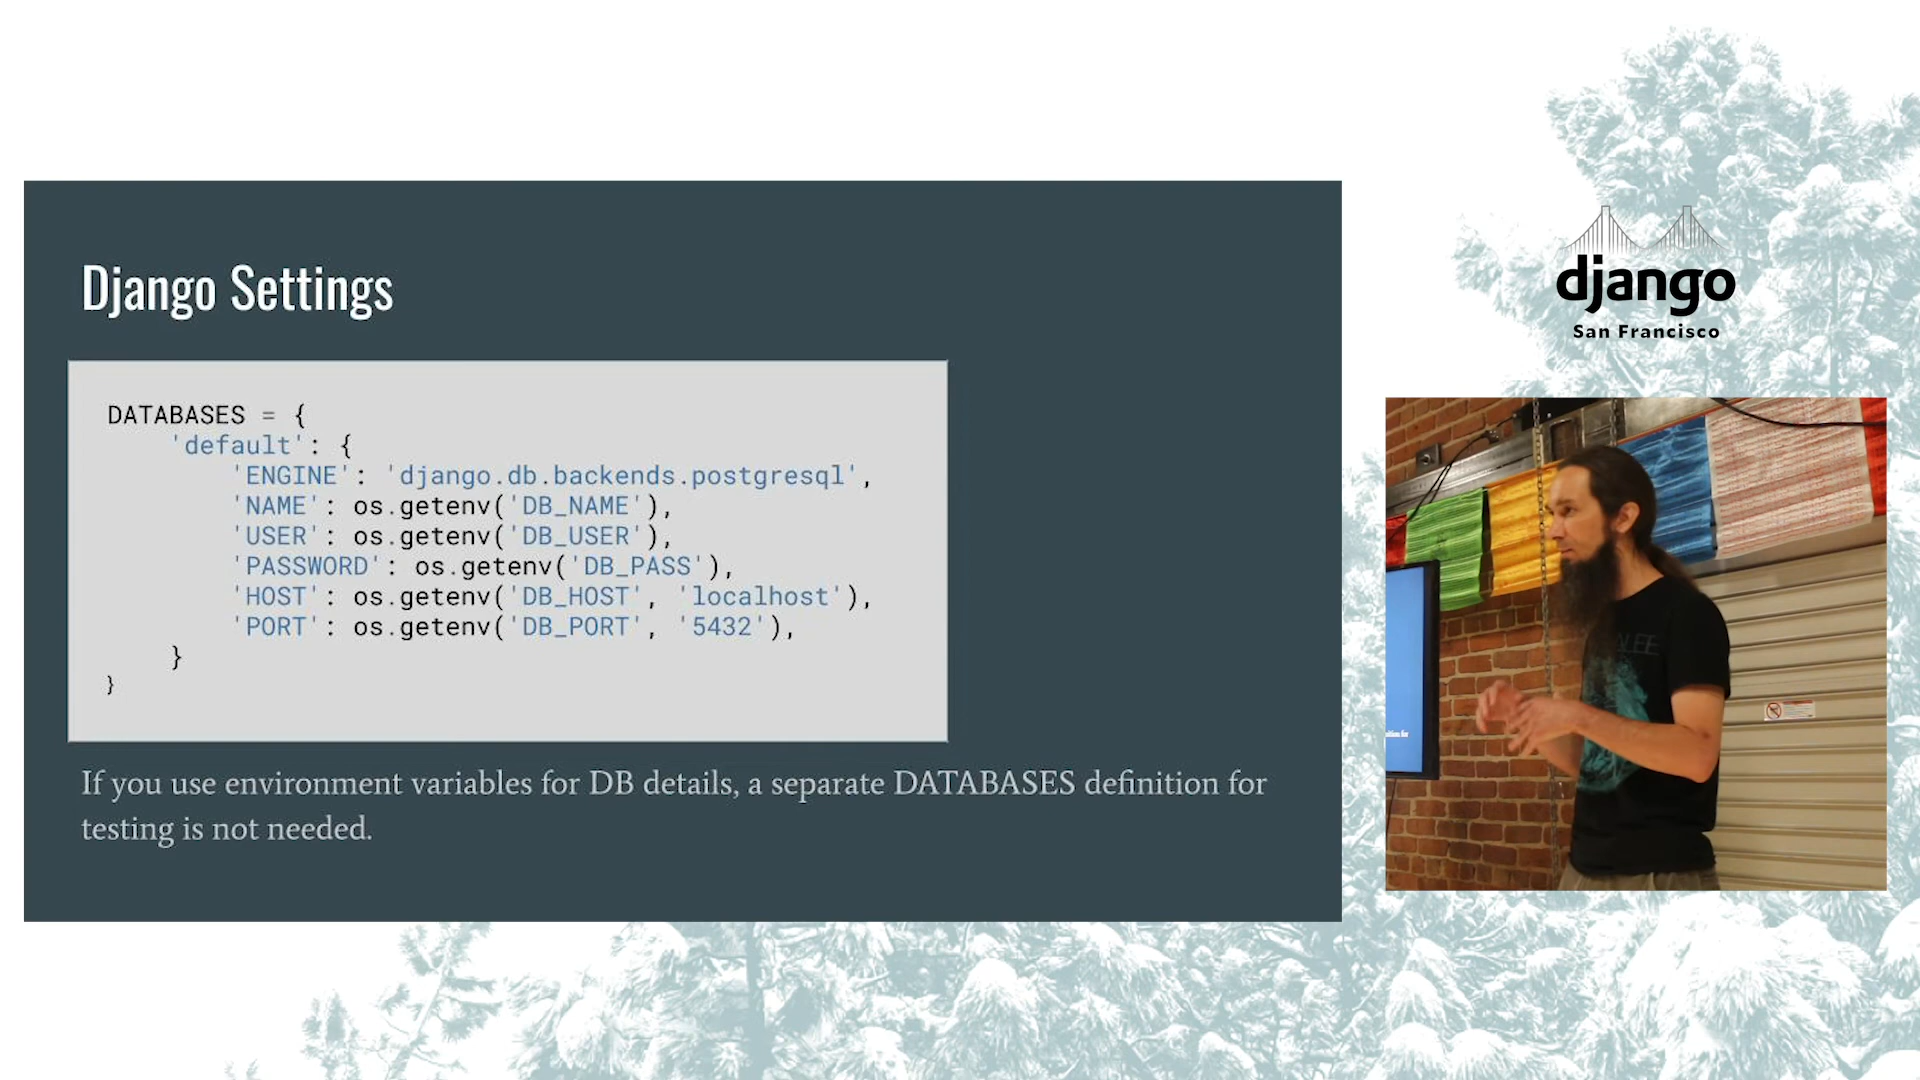 Django Settings
DATABASES = {
'default': {
'ENGINE': 'django.db.backends.postgresql',
'NAME': os.getenv('DB_NAME'),
'USER': os.getenv('DB_USER'),
'PASSWORD': os.getenv('DB_PASS'),
'HOST': os.getenv('DB_HOST', 'localhost'),
'PORT': os.getenv('DB_PORT', '5432'),
}
}
If you use environment variables for DB details, a separate DATABASES definition for
testing is not needed.
django
San Francisco